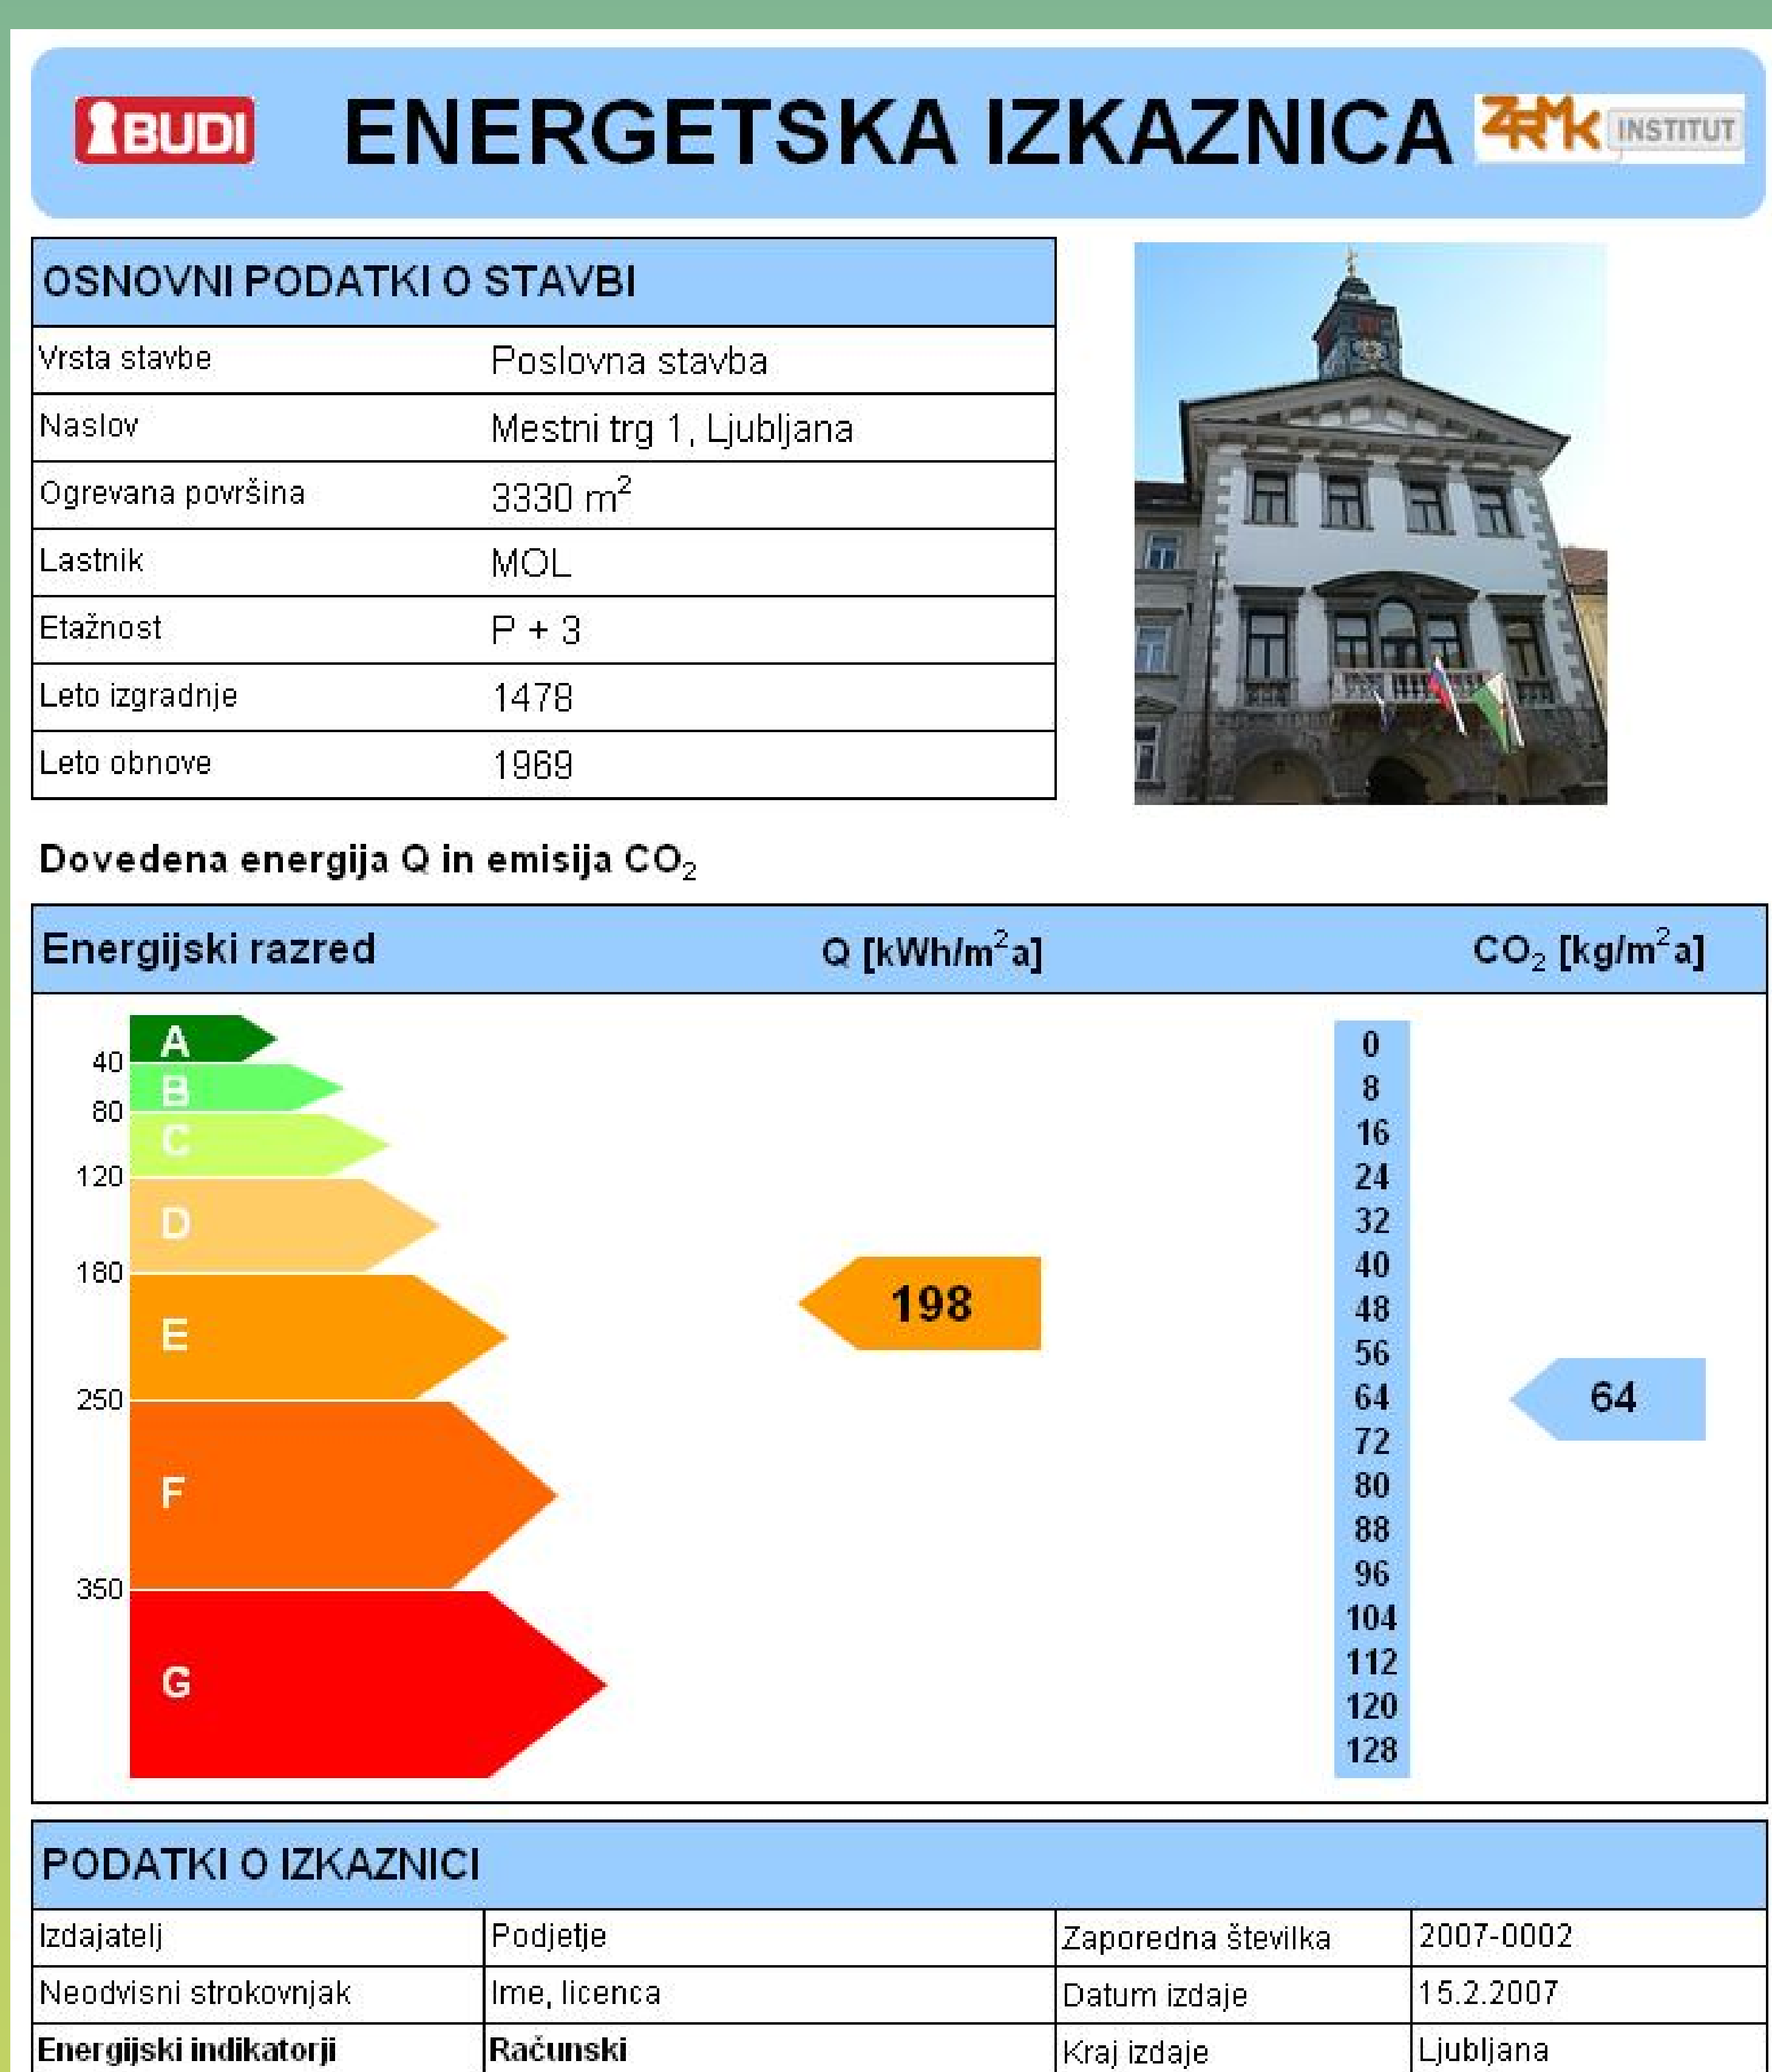 BUDI ENERGETSKA IZKAZNICA ZRMK INSTITUT
OSNOVNI PODATKI O STAVBI
Vrsta stavbe Poslovna stavba
Naslov Mestni trg 1, Ljubljana
Ogrevana površina 3330 m²
Lastnik MOL
Etažnost P + 3
Leto izgradnje 1478
Leto obnove 1969
Dovedena energija Q in emisija CO₂
Energijski razred Q [kWh/m²a] CO₂ [kg/m²a]
A
40
B
80
C
120
D
180
E
250
F
350
G
198
0
8
16
24
32
40
48
56
64
72
80
88
96
104
112
120
128
64
PODATKI O IZKAZNICI
Izdajatelj Podjetje Zaporedna številka 2007-0002
Neodvisni strokovnjak Ime, licenca Datum izdaje 15.2.2007
Energijski indikatorji Računski Kraj izdaje Ljubljana